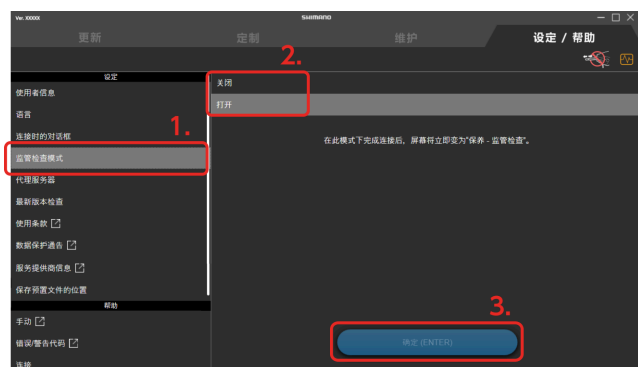 Ver. XXXXX
SHIMANO
更新
定制
维护
设定 / 帮助
设定
使用者信息
语言
连接时的对话框
监管检查模式
代理服务器
最新版本检查
使用条款
数据保护通告
服务提供商信息
保存预置文件的位置
帮助
手动
错误/警告代码
连接
1.
2.
关闭
打开
在此模式下完成连接后，屏幕将立即变为"保养 - 监管检查"。
3.
确定 (ENTER)